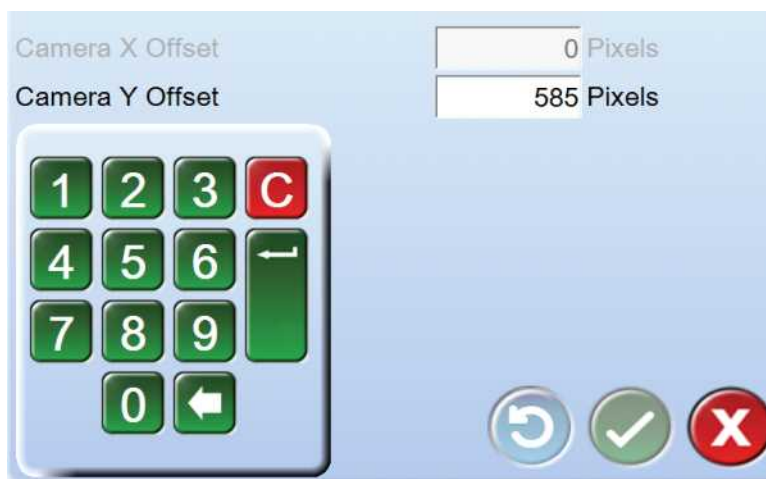 Camera X Offset 0 Pixels
Camera Y Offset 585 Pixels
1 2 3 C
4 5 6
7 8 9
0